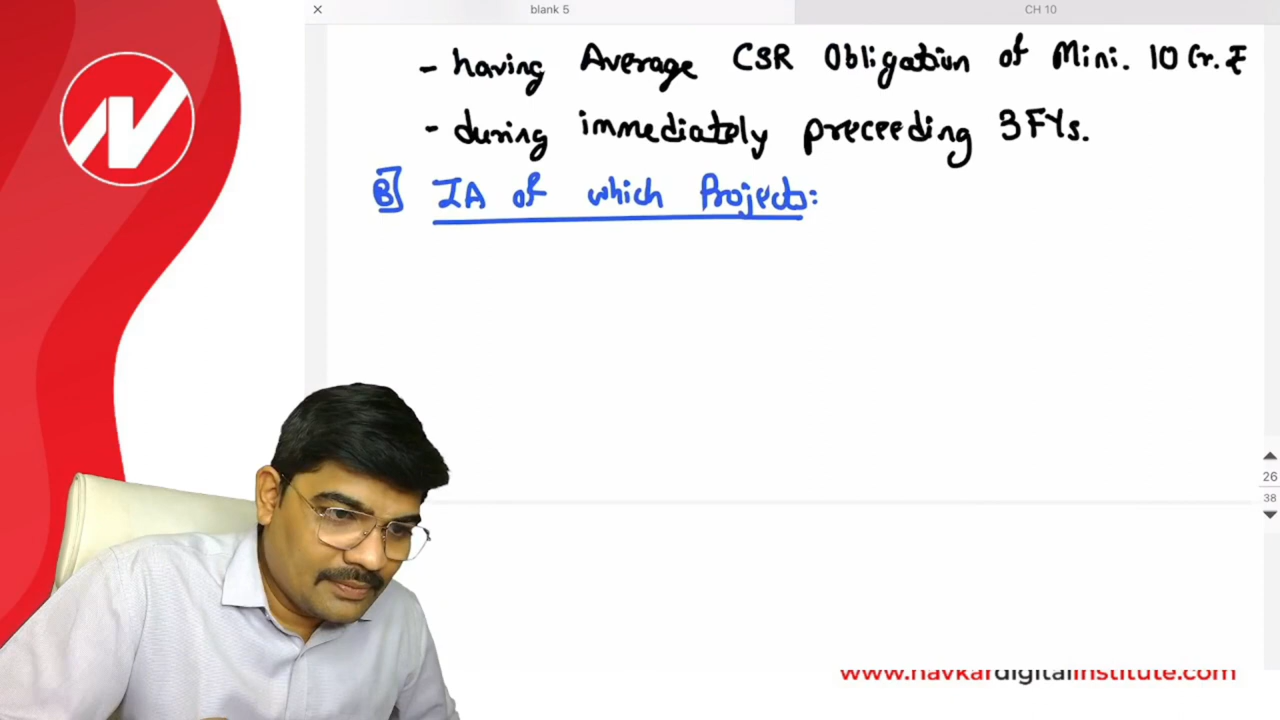 × blank 5 CH 10
- having Average CSR Obligation of Mini. 10 Cr. ₹
- during immediately preceeding 3 FYs.
B] IA of which Projects:
26
38
www.navkardigitalinstitute.com